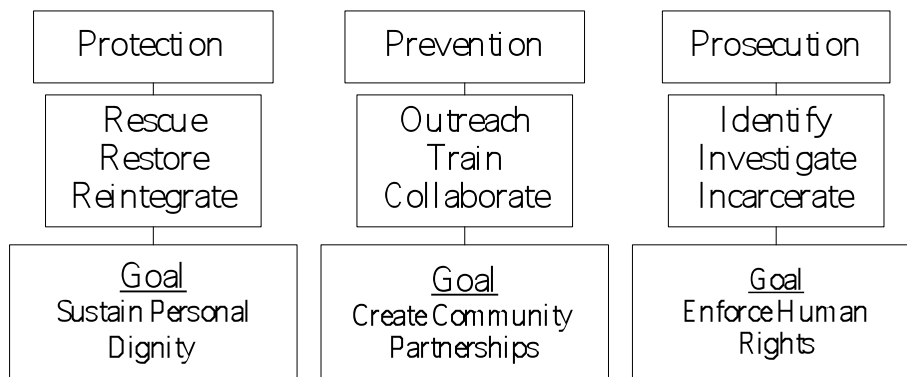 Protection
Rescue
Restore
Reintegrate
Goal
Sustain Personal
Dignity
Prevention
Outreach
Train
Collaborate
Goal
Create Community
Partnerships
Prosecution
Identify
Investigate
Incarcerate
Goal
Enforce Human
Rights